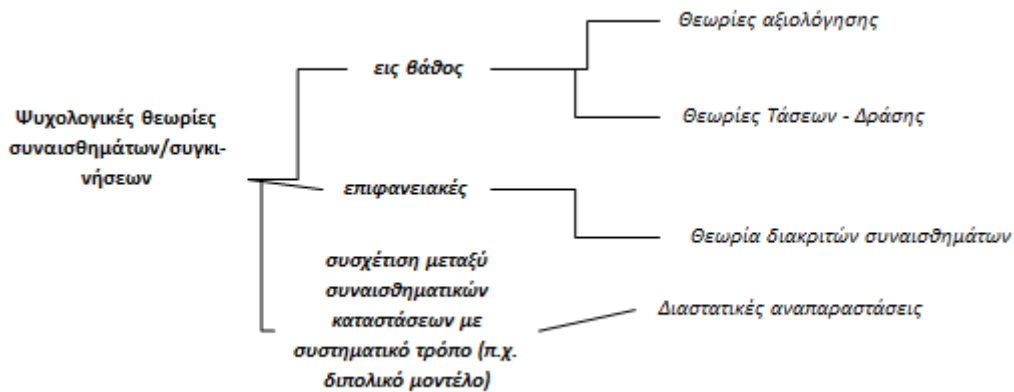 Ψυχολογικές θεωρίες
συναισθημάτων/συγκι-
νήσεων
εις βάθος
Θεωρίες αξιολόγησης
Θεωρίες Τάσεων - Δράσης
επιφανειακές
Θεωρία διακριτών συναισθημάτων
συσχέτιση μεταξύ
συναισθηματικών
καταστάσεων με
συστηματικό τρόπο (π.χ.
διπολικό μοντέλο)
Διαστατικές αναπαραστάσεις